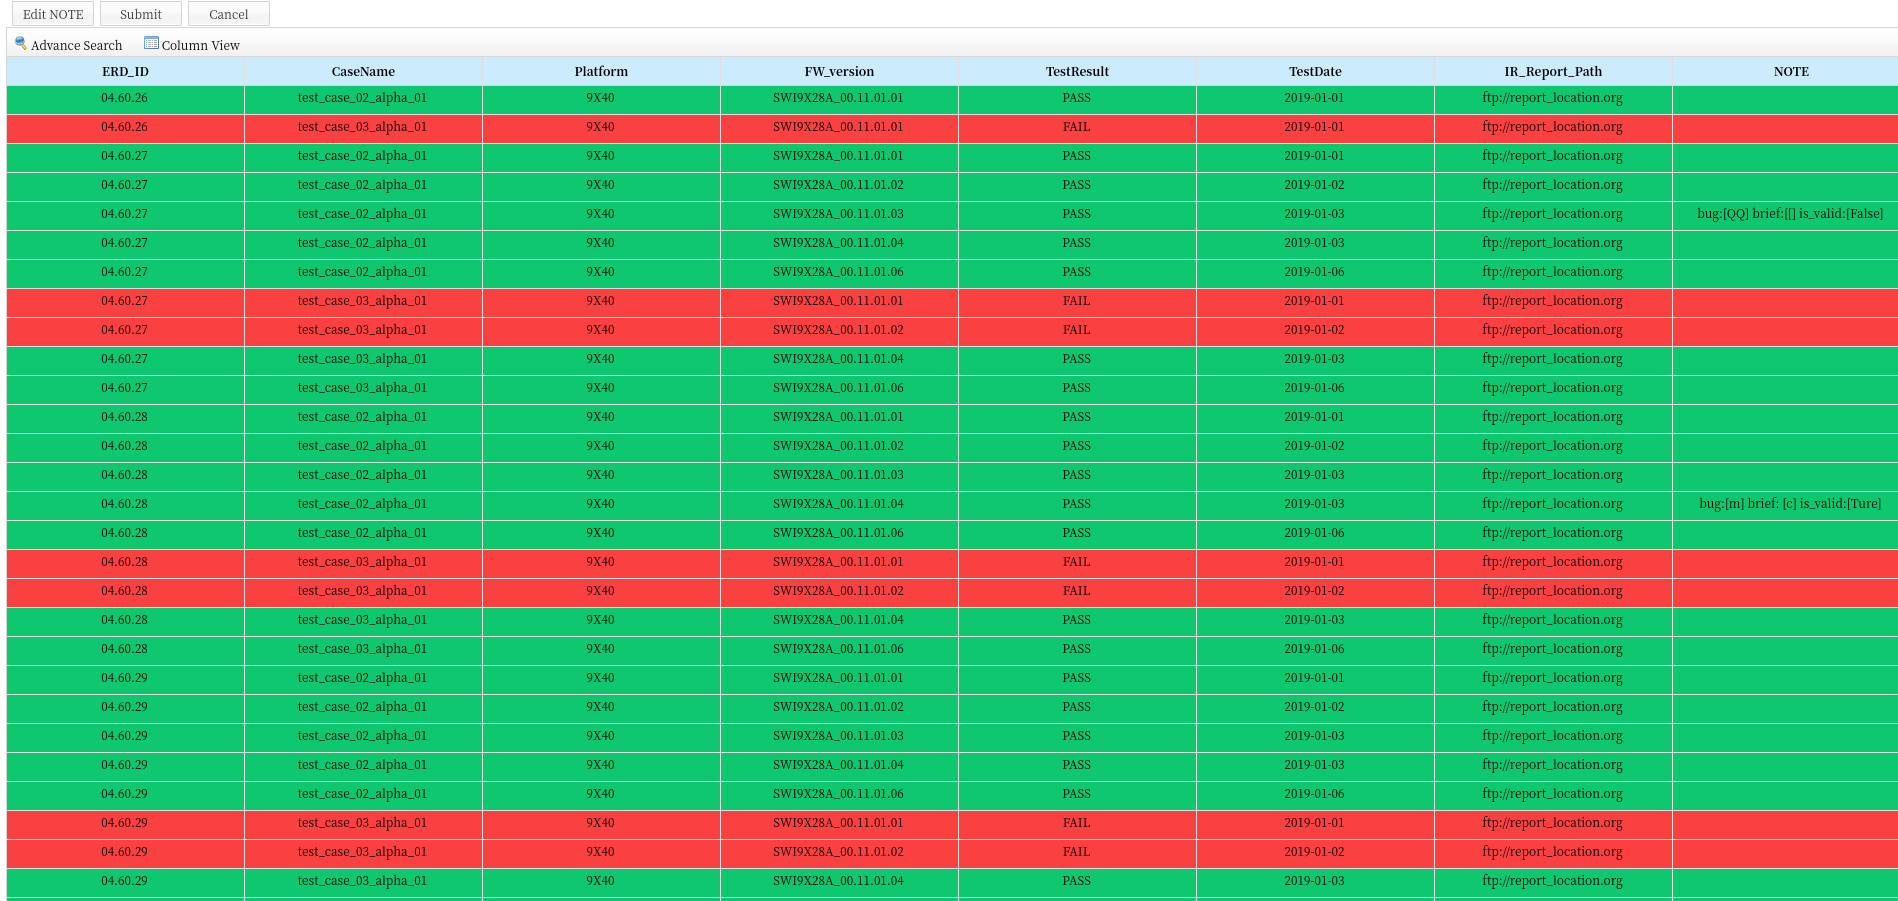 Edit NOTE Submit Cancel
Advance Search Column View
ERD_ID CaseName Platform FW_version TestResult TestDate IR_Report_Path NOTE
04.60.26 test_case_02_alpha_01 9X40 SWI9X28A_00.11.01.01 PASS 2019-01-01 ftp://report_location.org
04.60.26 test_case_03_alpha_01 9X40 SWI9X28A_00.11.01.01 FAIL 2019-01-01 ftp://report_location.org
04.60.27 test_case_02_alpha_01 9X40 SWI9X28A_00.11.01.01 PASS 2019-01-01 ftp://report_location.org
04.60.27 test_case_02_alpha_01 9X40 SWI9X28A_00.11.01.02 PASS 2019-01-02 ftp://report_location.org
04.60.27 test_case_02_alpha_01 9X40 SWI9X28A_00.11.01.03 PASS 2019-01-03 ftp://report_location.org bug:[QQ] brief:[[] is_valid:[False]
04.60.27 test_case_02_alpha_01 9X40 SWI9X28A_00.11.01.04 PASS 2019-01-03 ftp://report_location.org
04.60.27 test_case_02_alpha_01 9X40 SWI9X28A_00.11.01.06 PASS 2019-01-06 ftp://report_location.org
04.60.27 test_case_03_alpha_01 9X40 SWI9X28A_00.11.01.01 FAIL 2019-01-01 ftp://report_location.org
04.60.27 test_case_03_alpha_01 9X40 SWI9X28A_00.11.01.02 FAIL 2019-01-02 ftp://report_location.org
04.60.27 test_case_03_alpha_01 9X40 SWI9X28A_00.11.01.04 PASS 2019-01-03 ftp://report_location.org
04.60.27 test_case_03_alpha_01 9X40 SWI9X28A_00.11.01.06 PASS 2019-01-06 ftp://report_location.org
04.60.28 test_case_02_alpha_01 9X40 SWI9X28A_00.11.01.01 PASS 2019-01-01 ftp://report_location.org
04.60.28 test_case_02_alpha_01 9X40 SWI9X28A_00.11.01.02 PASS 2019-01-02 ftp://report_location.org
04.60.28 test_case_02_alpha_01 9X40 SWI9X28A_00.11.01.03 PASS 2019-01-03 ftp://report_location.org
04.60.28 test_case_02_alpha_01 9X40 SWI9X28A_00.11.01.04 PASS 2019-01-03 ftp://report_location.org bug:[m] brief: [c] is_valid:[Ture]
04.60.28 test_case_02_alpha_01 9X40 SWI9X28A_00.11.01.06 PASS 2019-01-06 ftp://report_location.org
04.60.28 test_case_03_alpha_01 9X40 SWI9X28A_00.11.01.01 FAIL 2019-01-01 ftp://report_location.org
04.60.28 test_case_03_alpha_01 9X40 SWI9X28A_00.11.01.02 FAIL 2019-01-02 ftp://report_location.org
04.60.28 test_case_03_alpha_01 9X40 SWI9X28A_00.11.01.04 PASS 2019-01-03 ftp://report_location.org
04.60.28 test_case_03_alpha_01 9X40 SWI9X28A_00.11.01.06 PASS 2019-01-06 ftp://report_location.org
04.60.29 test_case_02_alpha_01 9X40 SWI9X28A_00.11.01.01 PASS 2019-01-01 ftp://report_location.org
04.60.29 test_case_02_alpha_01 9X40 SWI9X28A_00.11.01.02 PASS 2019-01-02 ftp://report_location.org
04.60.29 test_case_02_alpha_01 9X40 SWI9X28A_00.11.01.03 PASS 2019-01-03 ftp://report_location.org
04.60.29 test_case_02_alpha_01 9X40 SWI9X28A_00.11.01.04 PASS 2019-01-03 ftp://report_location.org
04.60.29 test_case_02_alpha_01 9X40 SWI9X28A_00.11.01.06 PASS 2019-01-06 ftp://report_location.org
04.60.29 test_case_03_alpha_01 9X40 SWI9X28A_00.11.01.01 FAIL 2019-01-01 ftp://report_location.org
04.60.29 test_case_03_alpha_01 9X40 SWI9X28A_00.11.01.02 FAIL 2019-01-02 ftp://report_location.org
04.60.29 test_case_03_alpha_01 9X40 SWI9X28A_00.11.01.04 PASS 2019-01-03 ftp://report_location.org